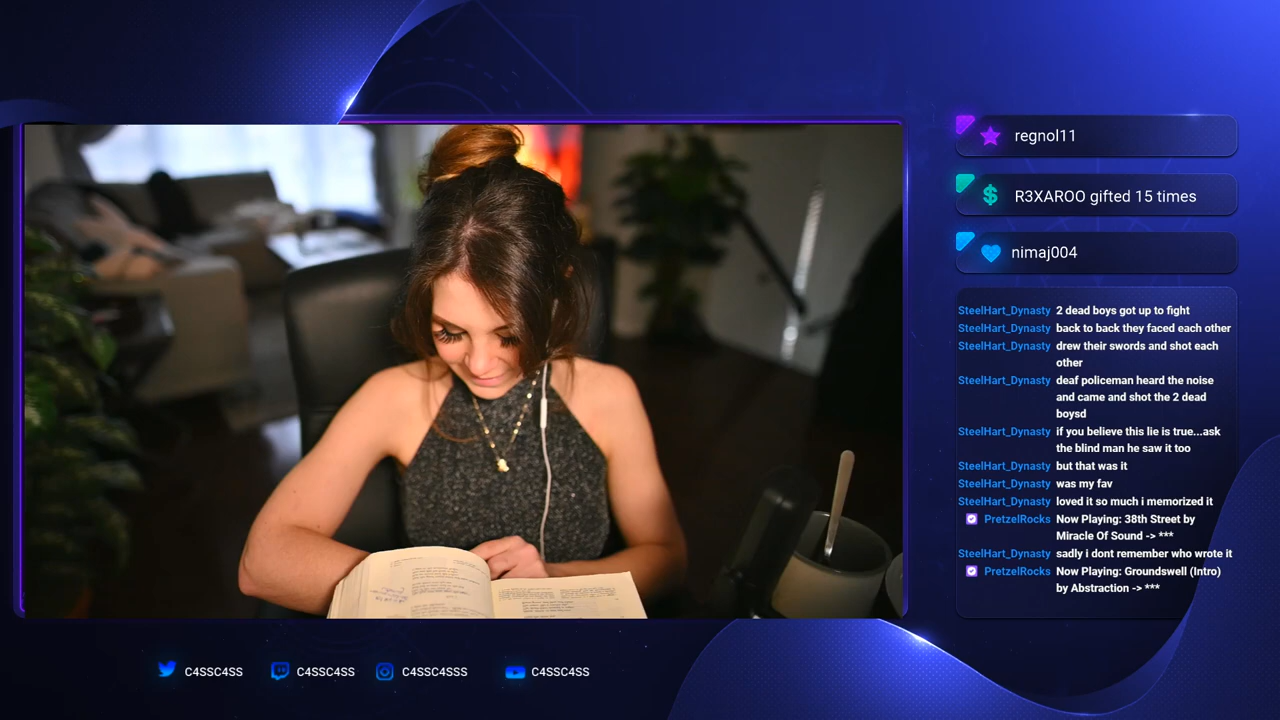 regnol11
R3XAROO gifted 15 times
nimaj004
SteelHart_Dynasty 2 dead boys got up to fight
SteelHart_Dynasty back to back they faced each other
SteelHart_Dynasty drew their swords and shot each
other
SteelHart_Dynasty deaf policeman heard the noise
and came and shot the 2 dead
boysd
SteelHart_Dynasty if you believe this lie is true...ask
the blind man he saw it too
SteelHart_Dynasty but that was it
SteelHart_Dynasty was my fav
SteelHart_Dynasty loved it so much i memorized it
PretzelRocks Now Playing: 38th Street by
Miracle Of Sound -> ***
SteelHart_Dynasty sadly i dont remember who wrote it
PretzelRocks Now Playing: Groundswell (Intro)
by Abstraction -> ***
C4SSC4SS C4SSC4SS C4SSC4SSS C4SSC4SS